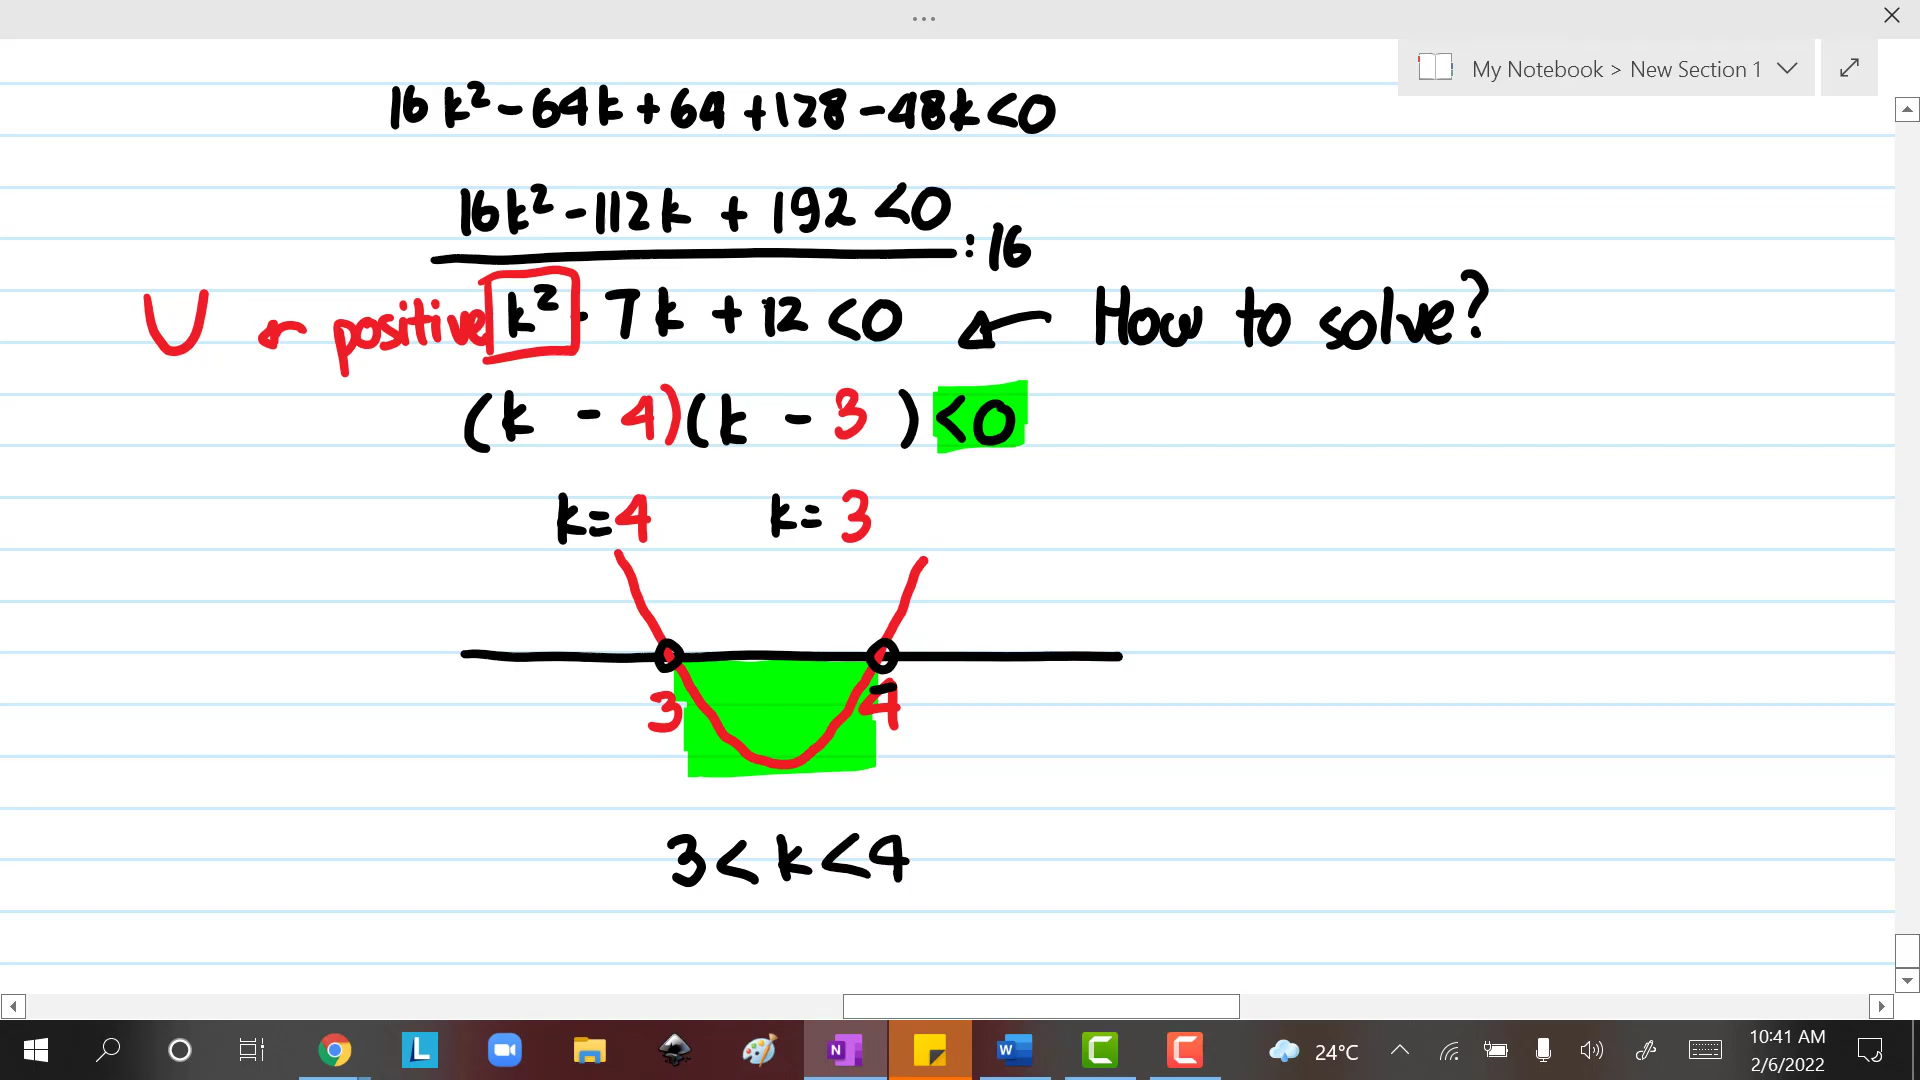 My Notebook > New Section 1
16k² - 64k + 64 + 128 - 48k < 0
16k² - 112k + 192 < 0
: 16
U ← positive k² - 7k + 12 < 0 ← How to solve?
(k - 4)(k - 3) < 0
k = 4 k = 3
3 4
3 < k < 4
24°C
10:41 AM
2/6/2022